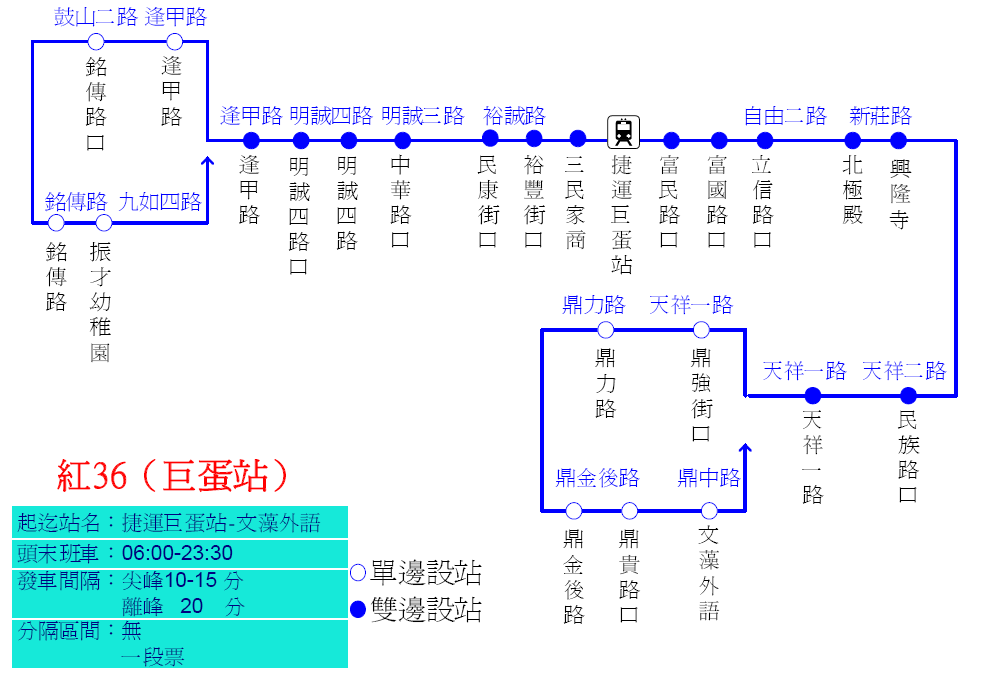 鼓山二路 逢甲路
銘傳路口
逢甲路
逢甲路 明誠四路 明誠三路 裕誠路 自由二路 新莊路
逢甲路
明誠四路口
明誠四路
中華路口
民康街口
裕豐街口
三民家商
捷運巨蛋站
富民路口
富國路口
立信路口
北極殿
興隆寺
銘傳路 九如四路
銘傳路
振才幼稚園
鼎力路 天祥一路
鼎力路
鼎強街口
天祥一路 天祥二路
天祥一路
民族路口
鼎金後路 鼎中路
鼎金後路
鼎貴路口
文藻外語
紅36（巨蛋站）
起迄站名：捷運巨蛋站-文藻外語
頭末班車：06:00-23:30
發車間隔：尖峰10-15 分
離峰 20 分
分隔區間：無
一段票
單邊設站
雙邊設站